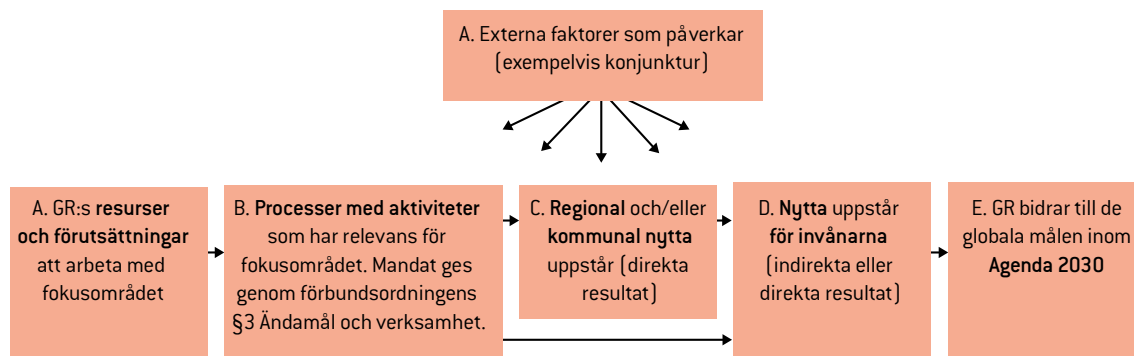 A. Externa faktorer som påverkar
(exempelvis konjunktur)
A. GR:s resurser
och förutsättningar
att arbeta med
fokusområdet
B. Processer med aktiviteter
som har relevans för
fokusområdet. Mandat ges
genom förbundsordningens
§3 Ändamål och verksamhet.
C. Regional och/eller
kommunal nytta
uppstår (direkta
resultat)
D. Nytta uppstår
för invånarna
(indirekta eller
direkta resultat)
E. GR bidrar till de
globala målen inom
Agenda 2030